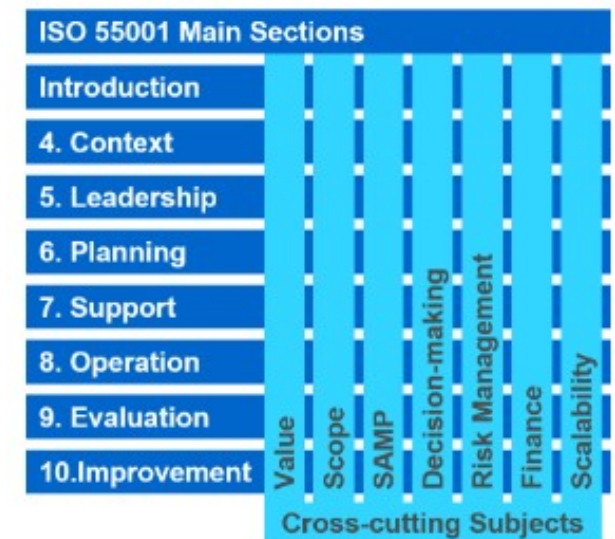 ISO 55001 Main Sections
Introduction
4. Context
5. Leadership
6. Planning
7. Support
8. Operation
9. Evaluation
10.Improvement
Value
Scope
SAMP
Decision-making
Risk Management
Finance
Scalability
Cross-cutting Subjects